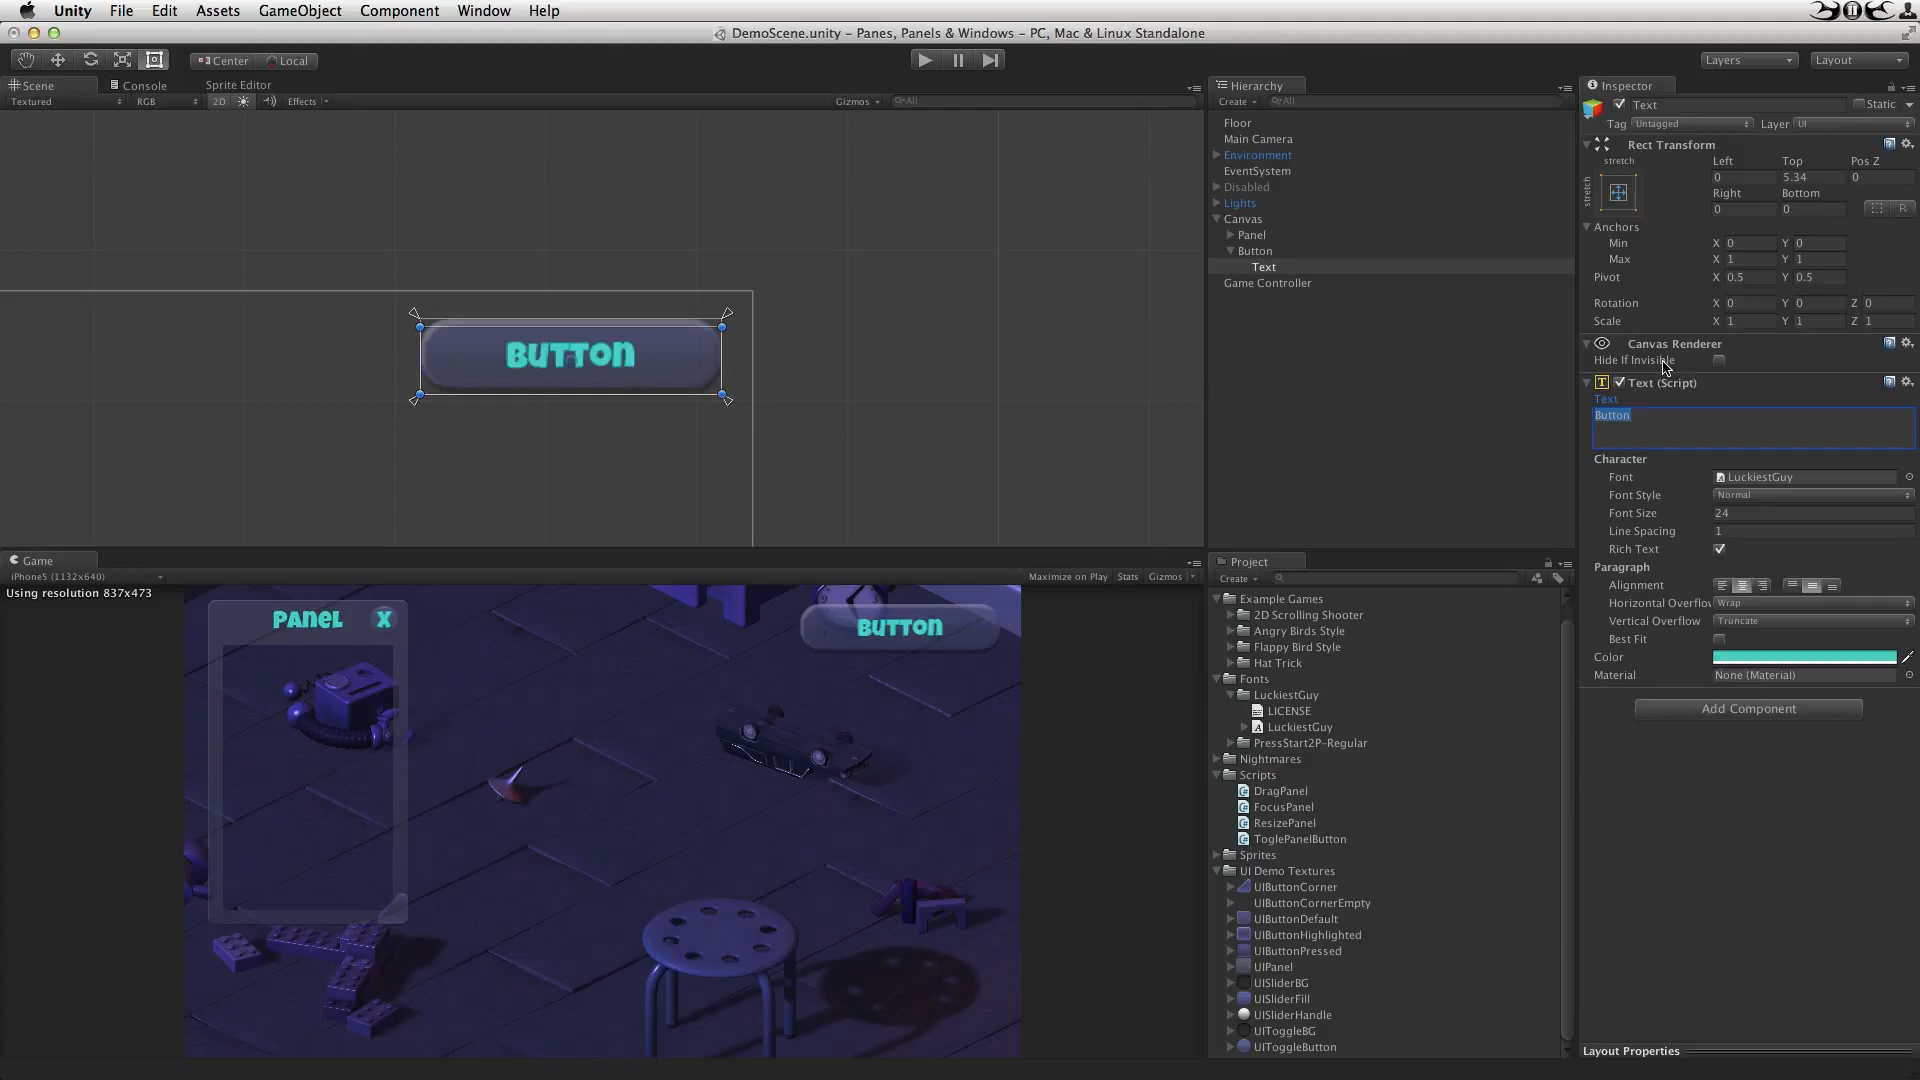 Unity File Edit Assets GameObject Component Window Help
DemoScene.unity - Panes, Panels & Windows - PC, Mac & Linux Standalone
Center Local
Layers Layout
Scene Console Sprite Editor
Textured RGB 2D Effects Gizmos All
BUTTON
Game
iPhone5 (1132x640) Maximize on Play Stats Gizmos
Using resolution 837x473
PANEL X
BUTTON
Hierarchy
Create All
Floor
Main Camera
Environment
EventSystem
Disabled
Lights
Canvas
Panel
Button
Text
Game Controller
Project
Create
Example Games
2D Scrolling Shooter
Angry Birds Style
Flappy Bird Style
Hat Trick
Fonts
LuckiestGuy
LICENSE
LuckiestGuy
PressStart2P-Regular
Nightmares
Scripts
DragPanel
FocusPanel
ResizePanel
ToglePanelButton
Sprites
UI Demo Textures
UIButtonCorner
UIButtonCornerEmpty
UIButtonDefault
UIButtonHighlighted
UIButtonPressed
UIPanel
UISliderBG
UISliderFill
UISliderHandle
UIToggleBG
UIToggleButton
Inspector
Text Static
Tag Untagged Layer UI
Rect Transform
stretch Left Top Pos Z
stretch 0 5.34 0
Right Bottom
0 0 R
Anchors
Min X 0 Y 0
Max X 1 Y 1
Pivot X 0.5 Y 0.5
Rotation X 0 Y 0 Z 0
Scale X 1 Y 1 Z 1
Canvas Renderer
Hide If Invisible
T Text (Script)
Text
Button
Character
Font LuckiestGuy
Font Style Normal
Font Size 24
Line Spacing 1
Rich Text
Paragraph
Alignment
Horizontal Overflo Wrap
Vertical Overflow Truncate
Best Fit
Color
Material None (Material)
Add Component
Layout Properties